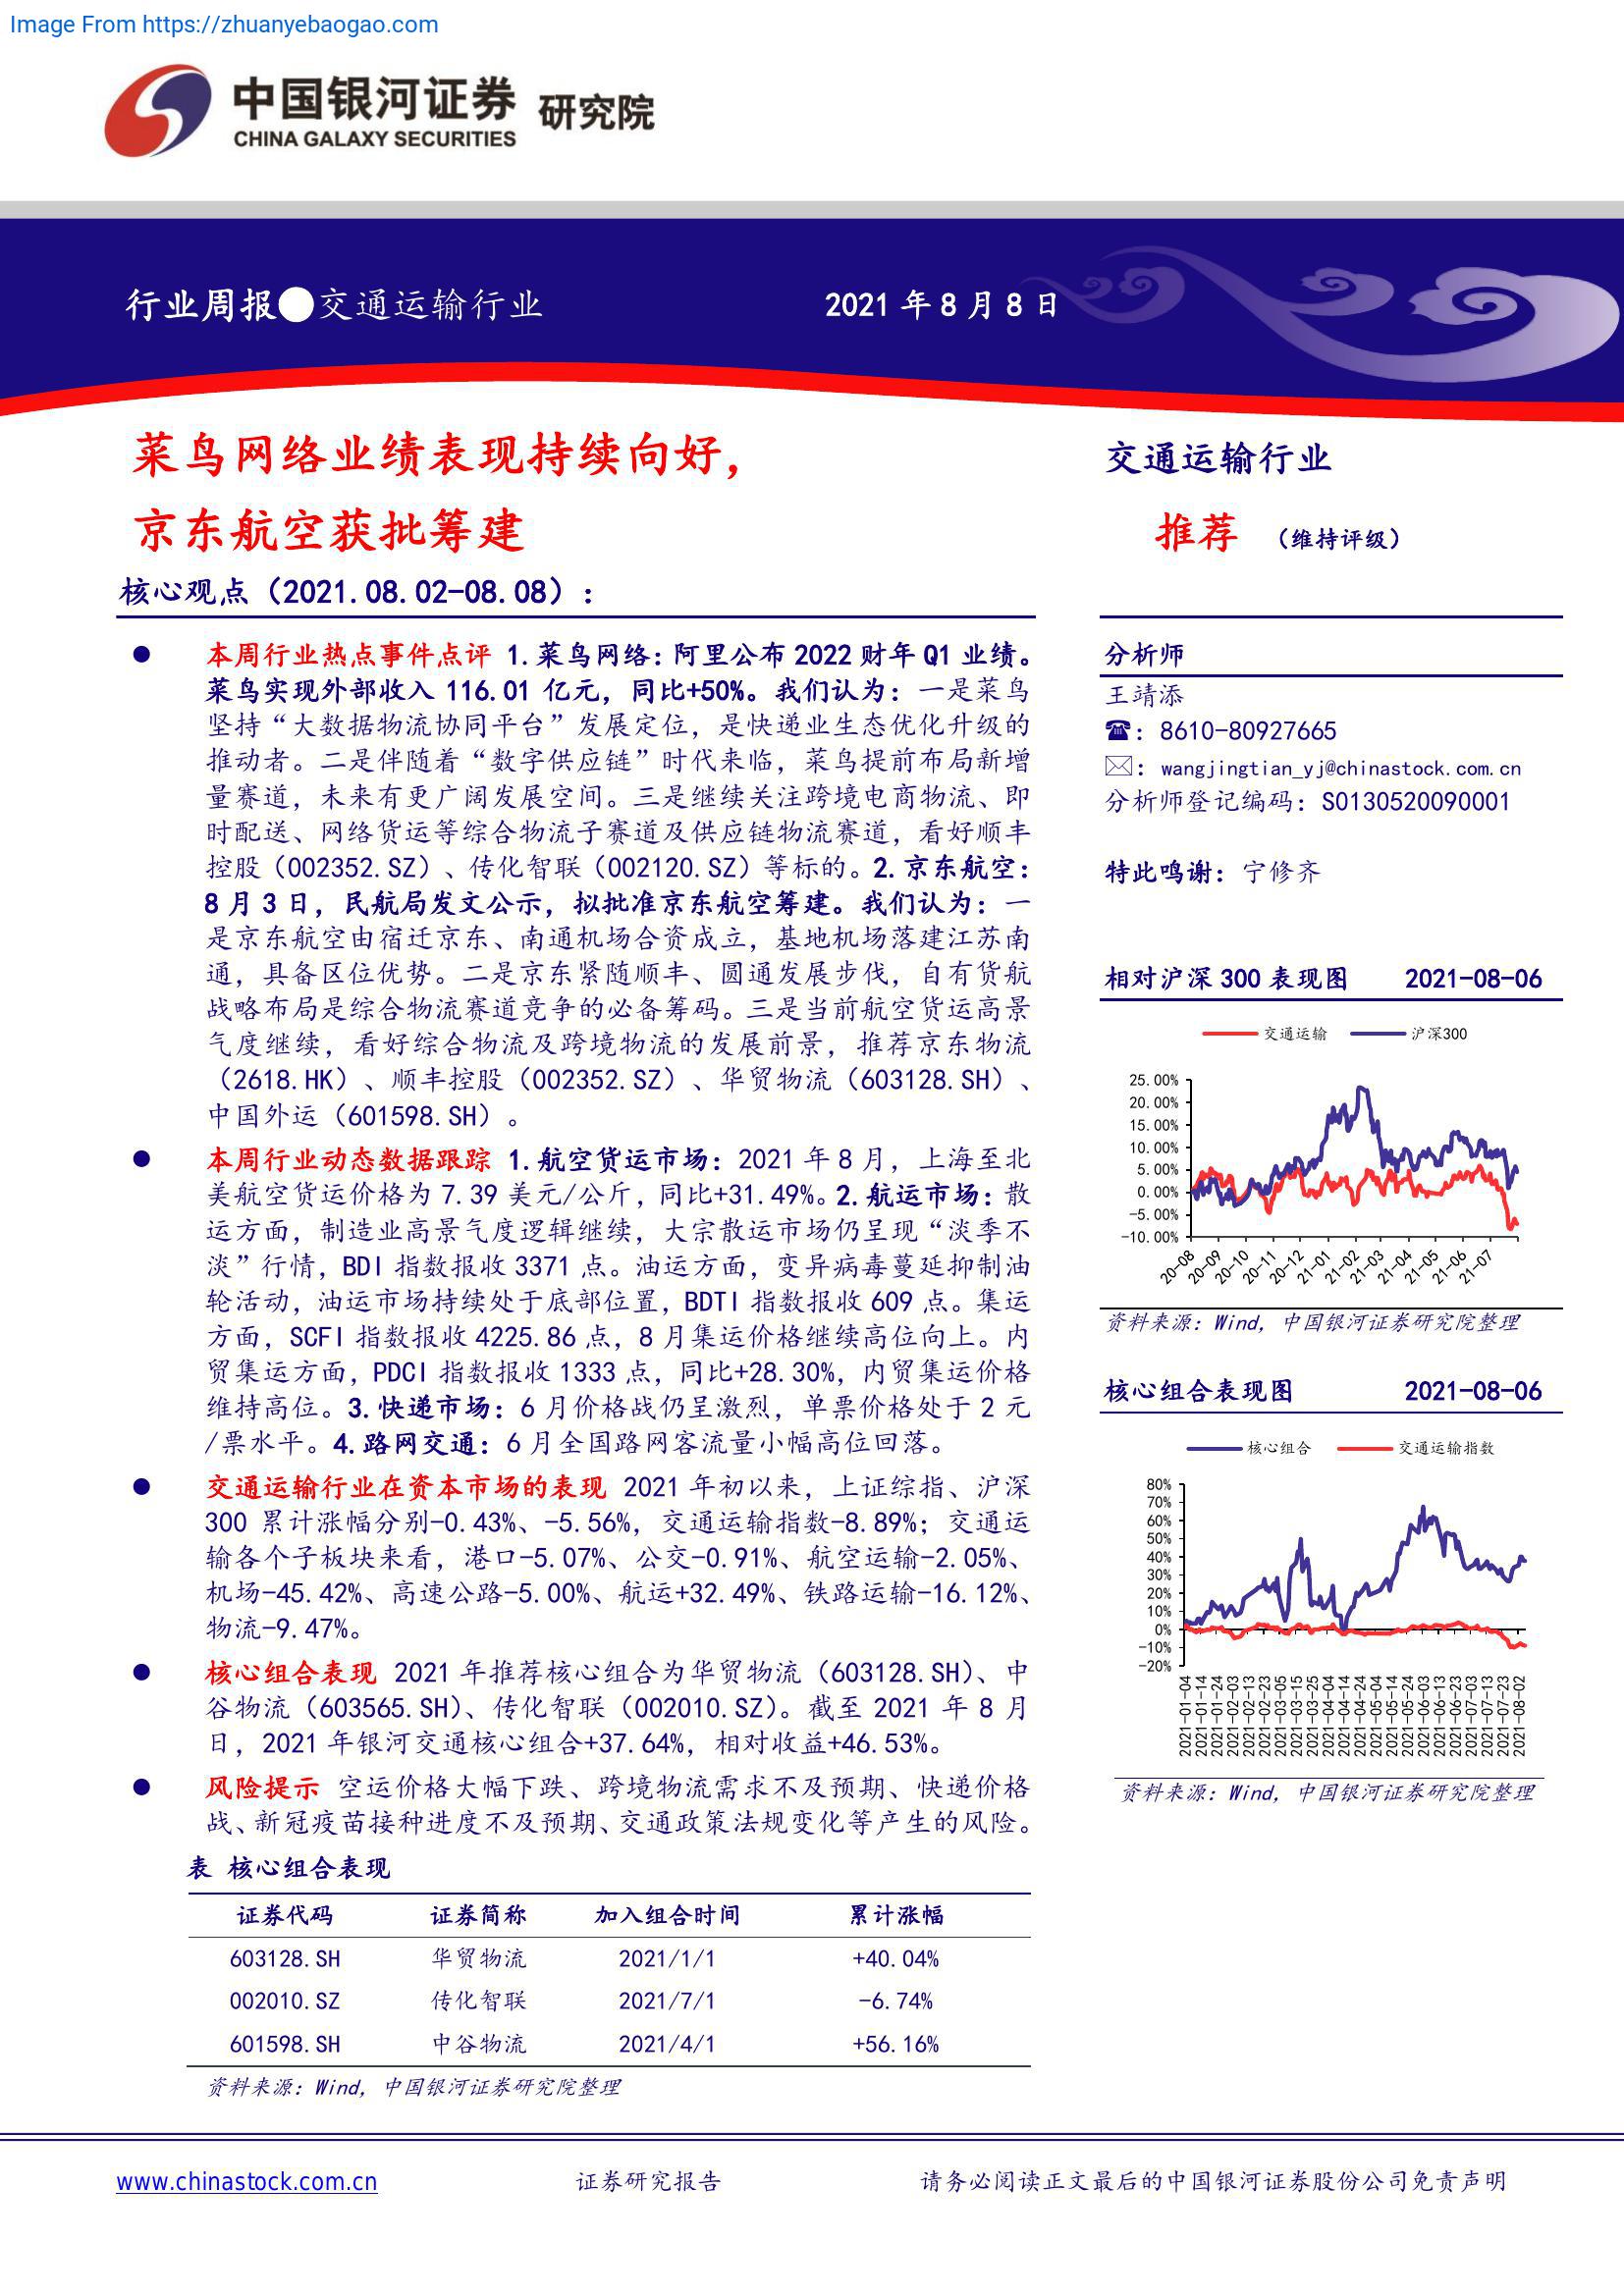 Image From https://zhuanyebaogao.com
中国银河证券 研究院
CHINA GALAXY SECURITIES
行业周报●交通运输行业 2021 年 8 月 8 日
菜鸟网络业绩表现持续向好，
京东航空获批筹建
核心观点（2021.08.02-08.08）：
● 本周行业热点事件点评 1.菜鸟网络：阿里公布 2022 财年 Q1 业绩。
菜鸟实现外部收入 116.01 亿元，同比+50%。我们认为：一是菜鸟
坚持“大数据物流协同平台”发展定位，是快递业生态优化升级的
推动者。二是伴随着“数字供应链”时代来临，菜鸟提前布局新增
量赛道，未来有更广阔发展空间。三是继续关注跨境电商物流、即
时配送、网络货运等综合物流子赛道及供应链物流赛道，看好顺丰
控股（002352.SZ）、传化智联（002120.SZ）等标的。2.京东航空：
8 月 3 日，民航局发文公示，拟批准京东航空筹建。我们认为：一
是京东航空由宿迁京东、南通机场合资成立，基地机场落建江苏南
通，具备区位优势。二是京东紧随顺丰、圆通发展步伐，自有货航
战略布局是综合物流赛道竞争的必备筹码。三是当前航空货运高景
气度继续，看好综合物流及跨境物流的发展前景，推荐京东物流
（2618.HK）、顺丰控股（002352.SZ）、华贸物流（603128.SH）、
中国外运（601598.SH）。
● 本周行业动态数据跟踪 1.航空货运市场：2021 年 8 月，上海至北
美航空货运价格为 7.39 美元/公斤，同比+31.49%。2.航运市场：散
运方面，制造业高景气度逻辑继续，大宗散运市场仍呈现“淡季不
淡”行情，BDI 指数报收 3371 点。油运方面，变异病毒蔓延抑制油
轮活动，油运市场持续处于底部位置，BDTI 指数报收 609 点。集运
方面，SCFI 指数报收 4225.86 点，8 月集运价格继续高位向上。内
贸集运方面，PDCI 指数报收 1333 点，同比+28.30%，内贸集运价格
维持高位。3.快递市场：6 月价格战仍呈激烈，单票价格处于 2 元
/票水平。4.路网交通：6 月全国路网客流量小幅高位回落。
● 交通运输行业在资本市场的表现 2021 年初以来，上证综指、沪深
300 累计涨幅分别-0.43%、-5.56%，交通运输指数-8.89%；交通运
输各个子板块来看，港口-5.07%、公交-0.91%、航空运输-2.05%、
机场-45.42%、高速公路-5.00%、航运+32.49%、铁路运输-16.12%、
物流-9.47%。
● 核心组合表现 2021 年推荐核心组合为华贸物流（603128.SH）、中
谷物流（603565.SH）、传化智联（002010.SZ）。截至 2021 年 8 月
日，2021 年银河交通核心组合+37.64%，相对收益+46.53%。
● 风险提示 空运价格大幅下跌、跨境物流需求不及预期、快递价格
战、新冠疫苗接种进度不及预期、交通政策法规变化等产生的风险。
表 核心组合表现
证券代码 证券简称 加入组合时间 累计涨幅
603128.SH 华贸物流 2021/1/1 +40.04%
002010.SZ 传化智联 2021/7/1 -6.74%
601598.SH 中谷物流 2021/4/1 +56.16%
资料来源：Wind，中国银河证券研究院整理
交通运输行业
推荐 （维持评级）
分析师
王靖添
☎：8610-80927665
✉：wangjingtian_yj@chinastock.com.cn
分析师登记编码：S0130520090001
特此鸣谢：宁修齐
相对沪深 300 表现图 2021-08-06
交通运输 沪深300
25.00%
20.00%
15.00%
10.00%
5.00%
0.00%
-5.00%
-10.00%
20-08 20-09 20-10 20-11 20-12 21-01 21-02 21-03 21-04 21-05 21-06 21-07
资料来源：Wind，中国银河证券研究院整理
核心组合表现图 2021-08-06
核心组合 交通运输指数
80%
70%
60%
50%
40%
30%
20%
10%
0%
-10%
-20%
2021-01-04 2021-01-14 2021-01-24 2021-02-03 2021-02-13 2021-02-23 2021-03-05 2021-03-15 2021-03-25 2021-04-04 2021-04-14 2021-04-24 2021-05-04 2021-05-14 2021-05-24 2021-06-03 2021-06-13 2021-06-23 2021-07-03 2021-07-13 2021-07-23 2021-08-02
资料来源：Wind，中国银河证券研究院整理
www.chinastock.com.cn 证券研究报告 请务必阅读正文最后的中国银河证券股份公司免责声明